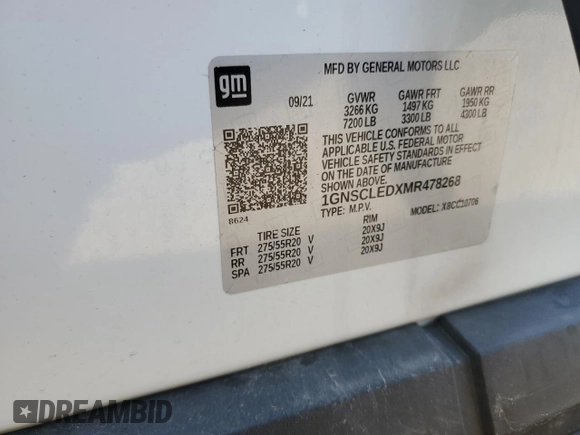 gm
MFD BY GENERAL MOTORS LLC
09/21 GVWR GAWR FRT GAWR RR
3266 KG 1497 KG 1950 KG
7200 LB 3300 LB 4300 LB
THIS VEHICLE CONFORMS TO ALL
APPLICABLE U.S. FEDERAL MOTOR
VEHICLE SAFETY STANDARDS IN EFFECT
ON THE DATE OF MANUFACTURE
SHOWN ABOVE.
1GNSCLEDXMR478268
8624
TYPE: M.P.V. MODEL: XBCC10706
TIRE SIZE RIM
FRT 275/55R20 V 20X9J
RR 275/55R20 V 20X9J
SPA 275/55R20 V 20X9J
DREAMBID